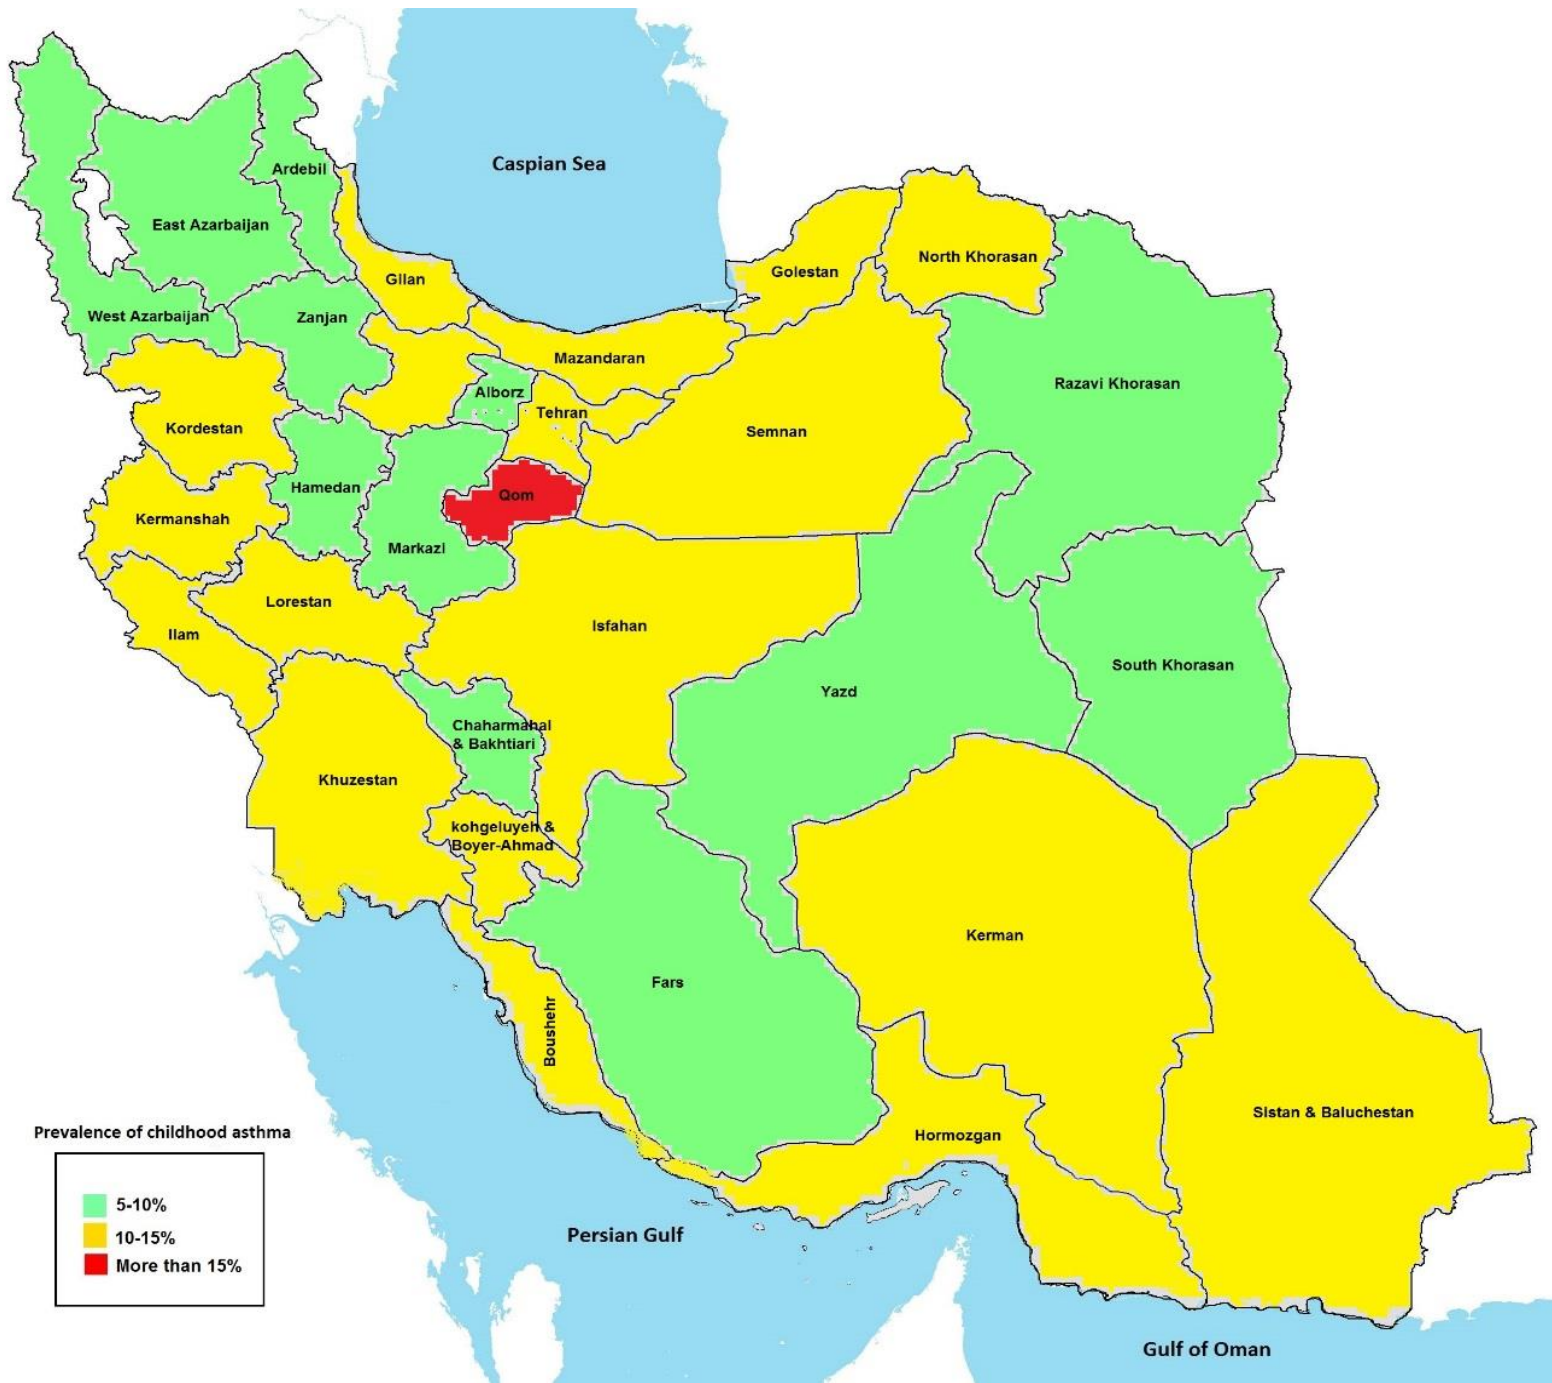 Caspian Sea
Ardebil
East Azarbaijan
Gilan
Golestan
North Khorasan
West Azarbaijan
Zanjan
Mazandaran
Razavi Khorasan
Alborz
Tehran
Kordestan
Semnan
Hamedan
Qom
Kermanshah
Markazi
Lorestan
Isfahan
Ilam
South Khorasan
Yazd
Chaharmahal
& Bakhtiari
Khuzestan
kohgeluyeh &
Boyer-Ahmad
Kerman
Fars
Boushehr
Sistan & Baluchestan
Hormozgan
Prevalence of childhood asthma
5-10%
10-15%
More than 15%
Persian Gulf
Gulf of Oman